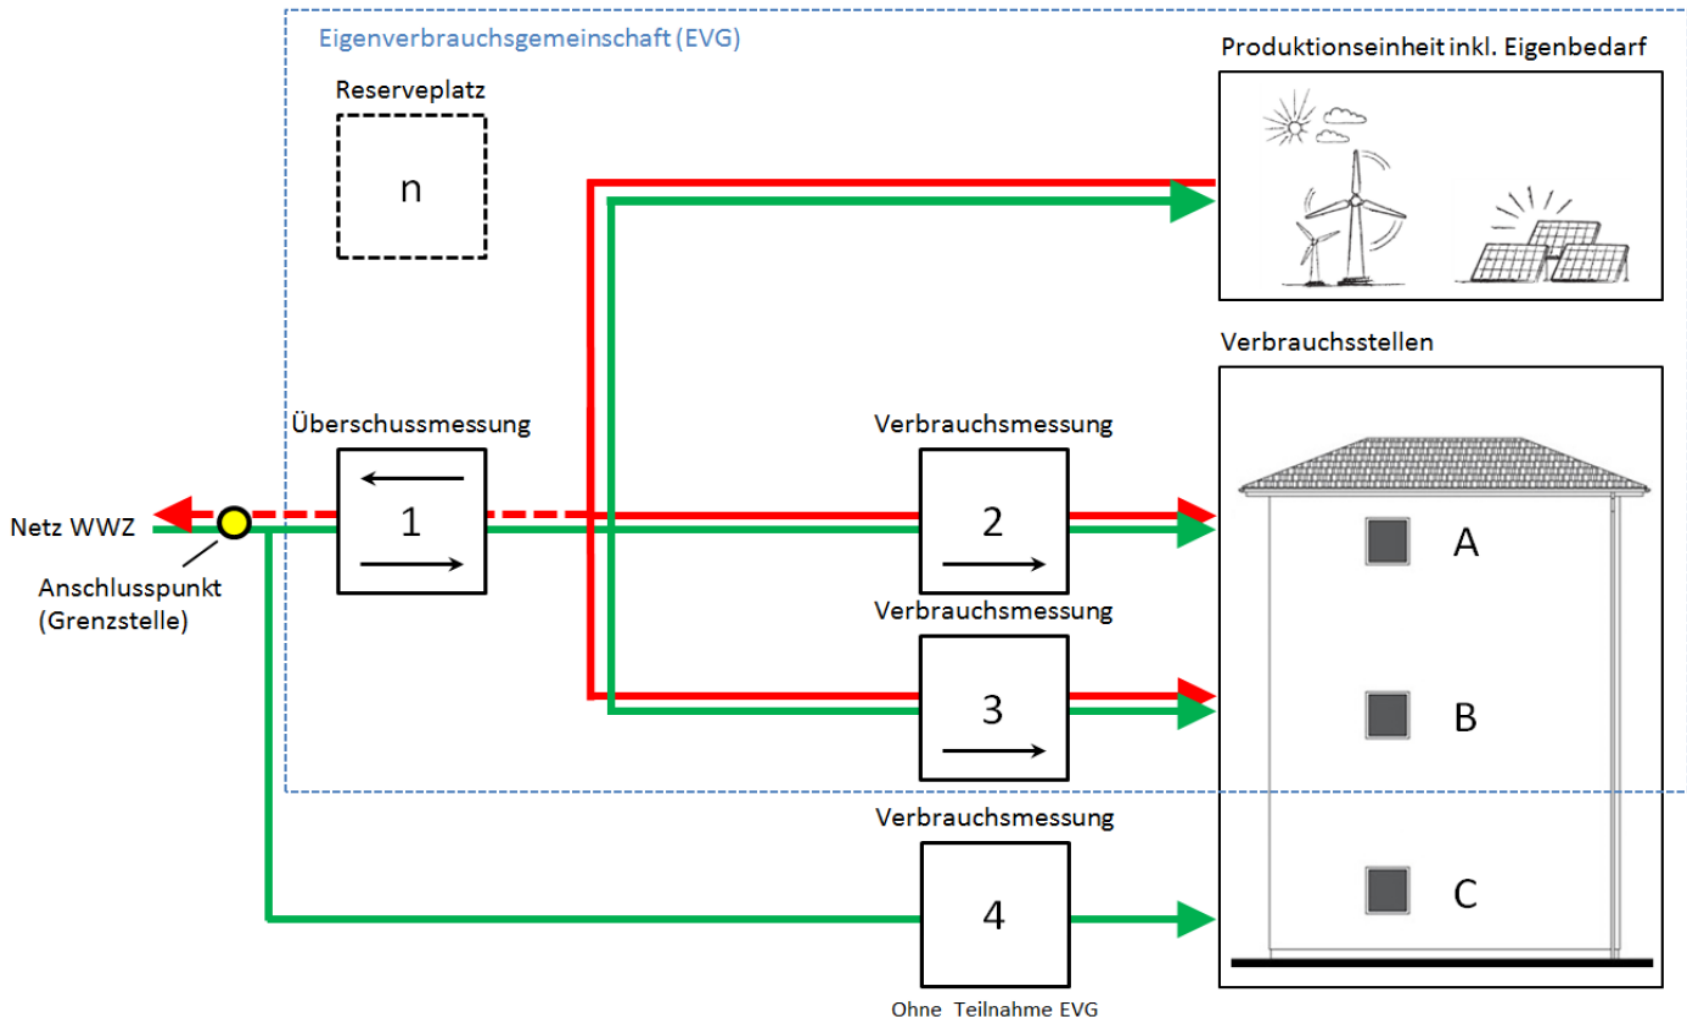 Eigenverbrauchsgemeinschaft (EVG)
Produktionseinheit inkl. Eigenbedarf
Reserveplatz
n
Verbrauchsstellen
Überschussmessung
Verbrauchsmessung
1
2
A
Netz WWZ
Anschlusspunkt
(Grenzstelle)
Verbrauchsmessung
3
B
Verbrauchsmessung
4
C
Ohne Teilnahme EVG